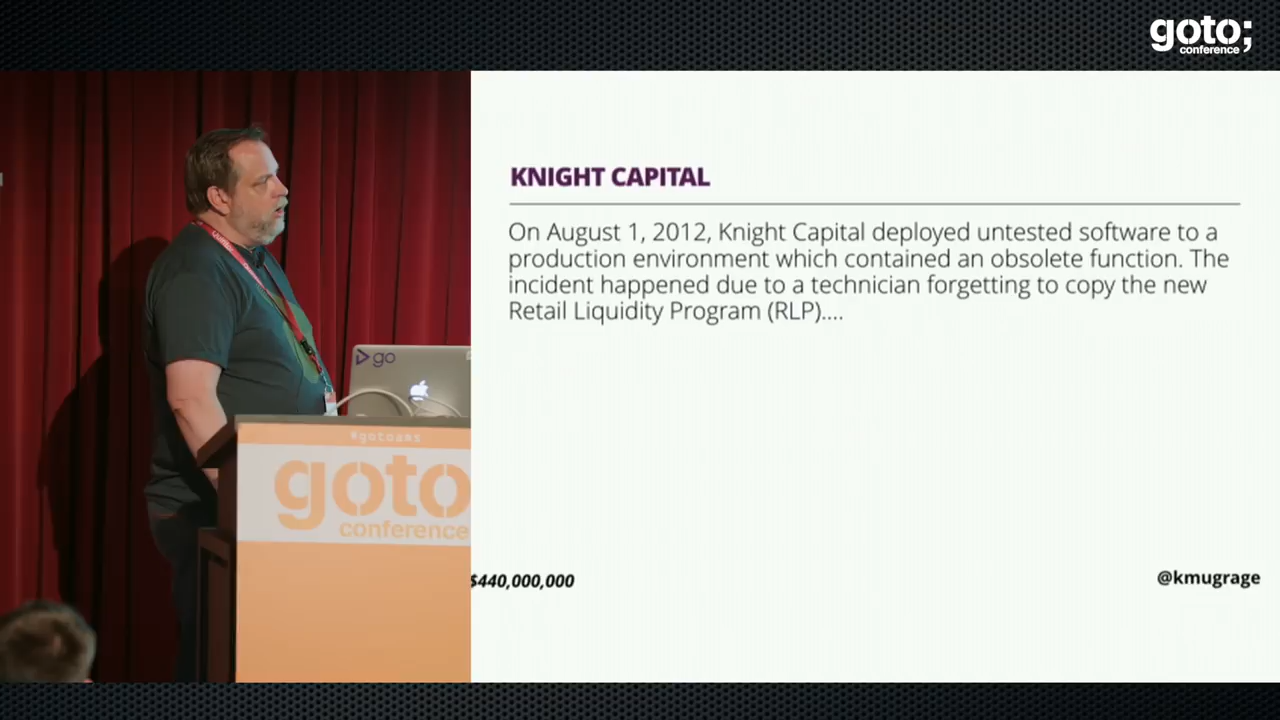 goto;
conference
KNIGHT CAPITAL
On August 1, 2012, Knight Capital deployed untested software to a
production environment which contained an obsolete function. The
incident happened due to a technician forgetting to copy the new
Retail Liquidity Program (RLP)....
go
#gotoams
goto
conference
$440,000,000
@kmugrage